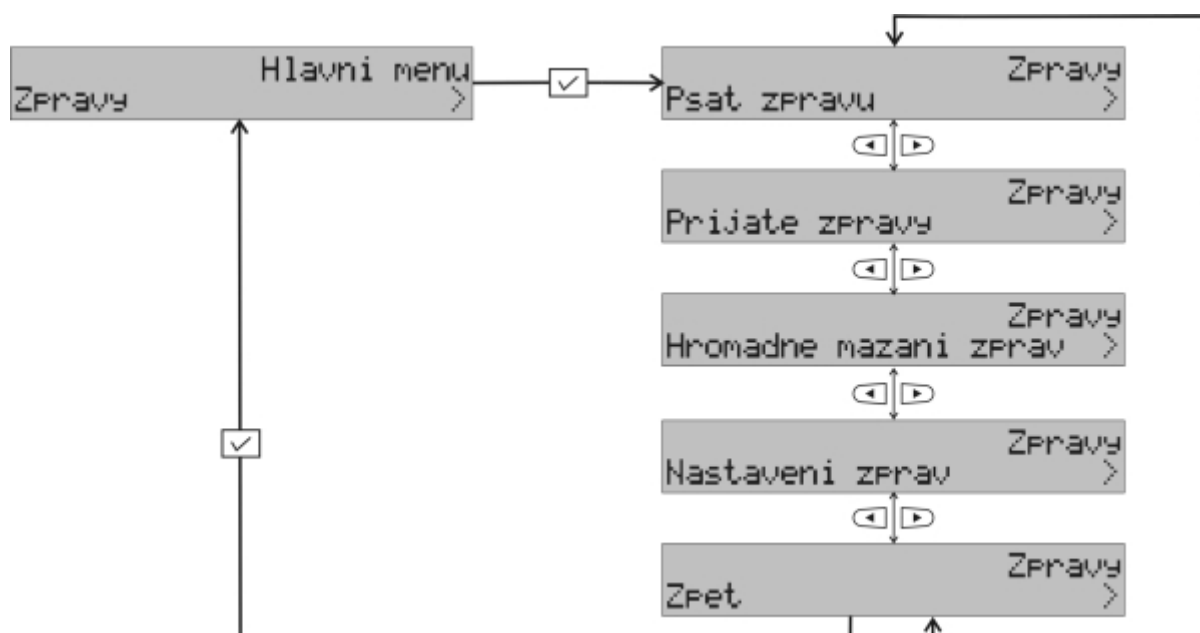 Hlavni menu
Zpravy >
Zpravy
Psat zpravu >
Zpravy
Prijate zpravy >
Zpravy
Hromadne mazani zprav >
Zpravy
Nastaveni zprav >
Zpravy
Zpet >